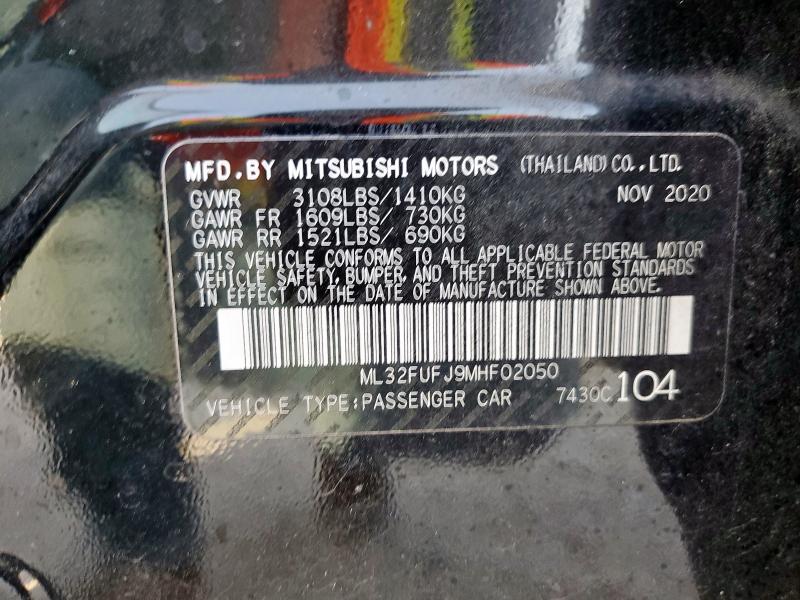 MFD.BY MITSUBISHI MOTORS (THAILAND) CO.,LTD.
GVWR 3108LBS/1410KG NOV 2020
GAWR FR 1609LBS/ 730KG
GAWR RR 1521LBS/ 690KG
THIS VEHICLE CONFORMS TO ALL APPLICABLE FEDERAL MOTOR
VEHICLE SAFETY, BUMPER, AND THEFT PREVENTION STANDARDS
IN EFFECT ON THE DATE OF MANUFACTURE SHOWN ABOVE.
ML32FUFJ9MHF02050
VEHICLE TYPE:PASSENGER CAR 7430C 104